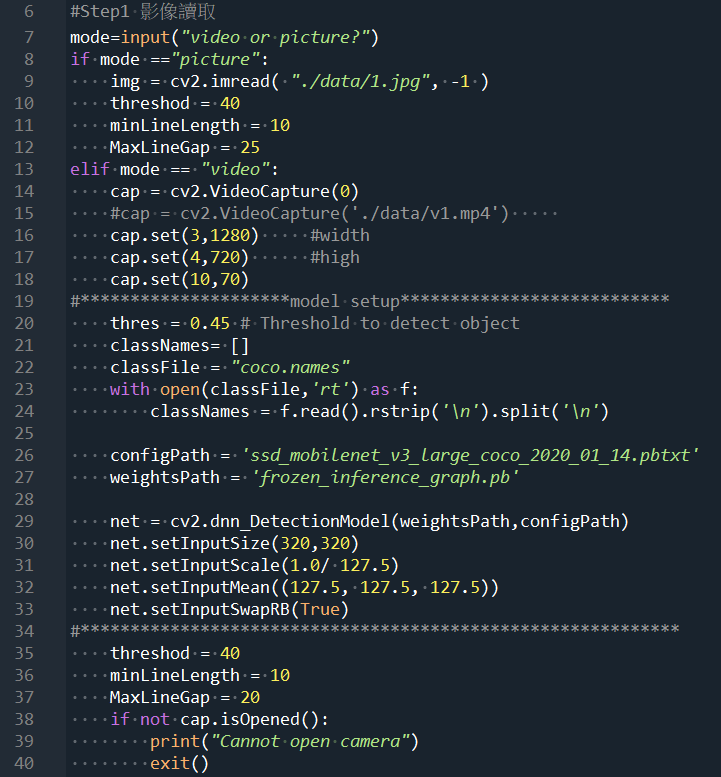 6 #Step1 影像讀取
7 mode=input("video or picture?")
8 if mode =="picture":
9     img = cv2.imread( "./data/1.jpg", -1 )
10     threshod = 40
11     minLineLength = 10
12     MaxLineGap = 25
13 elif mode == "video":
14     cap = cv2.VideoCapture(0)
15     #cap = cv2.VideoCapture('./data/v1.mp4')
16     cap.set(3,1280)     #width
17     cap.set(4,720)      #high
18     cap.set(10,70)
19 #*********************model setup***************************
20     thres = 0.45 # Threshold to detect object
21     classNames= []
22     classFile = "coco.names"
23     with open(classFile,'rt') as f:
24         classNames = f.read().rstrip('\n').split('\n')
25
26     configPath = 'ssd_mobilenet_v3_large_coco_2020_01_14.pbtxt'
27     weightsPath = 'frozen_inference_graph.pb'
28
29     net = cv2.dnn_DetectionModel(weightsPath,configPath)
30     net.setInputSize(320,320)
31     net.setInputScale(1.0/ 127.5)
32     net.setInputMean((127.5, 127.5, 127.5))
33     net.setInputSwapRB(True)
34 #************************************************************
35     threshod = 40
36     minLineLength = 10
37     MaxLineGap = 20
38     if not cap.isOpened():
39         print("Cannot open camera")
40         exit()